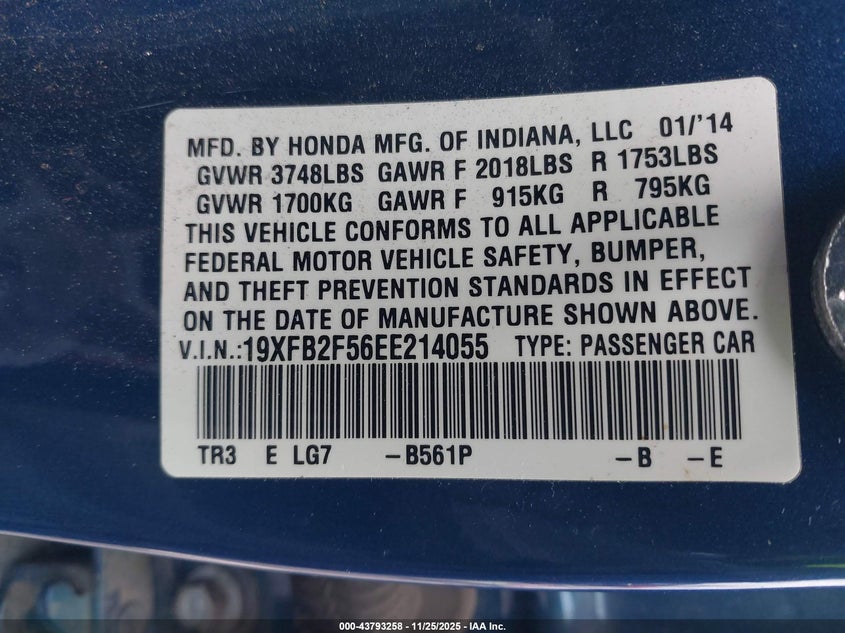 MFD. BY HONDA MFG. OF INDIANA, LLC 01/'14
GVWR 3748LBS GAWR F 2018LBS R 1753LBS
GVWR 1700KG GAWR F 915KG R 795KG
THIS VEHICLE CONFORMS TO ALL APPLICABLE
FEDERAL MOTOR VEHICLE SAFETY, BUMPER,
AND THEFT PREVENTION STANDARDS IN EFFECT
ON THE DATE OF MANUFACTURE SHOWN ABOVE.
V.I.N.:19XFB2F56EE214055 TYPE: PASSENGER CAR
TR3 E LG7 -B561P -B -E
000-43793258 - 11/25/2025 - IAA Inc.